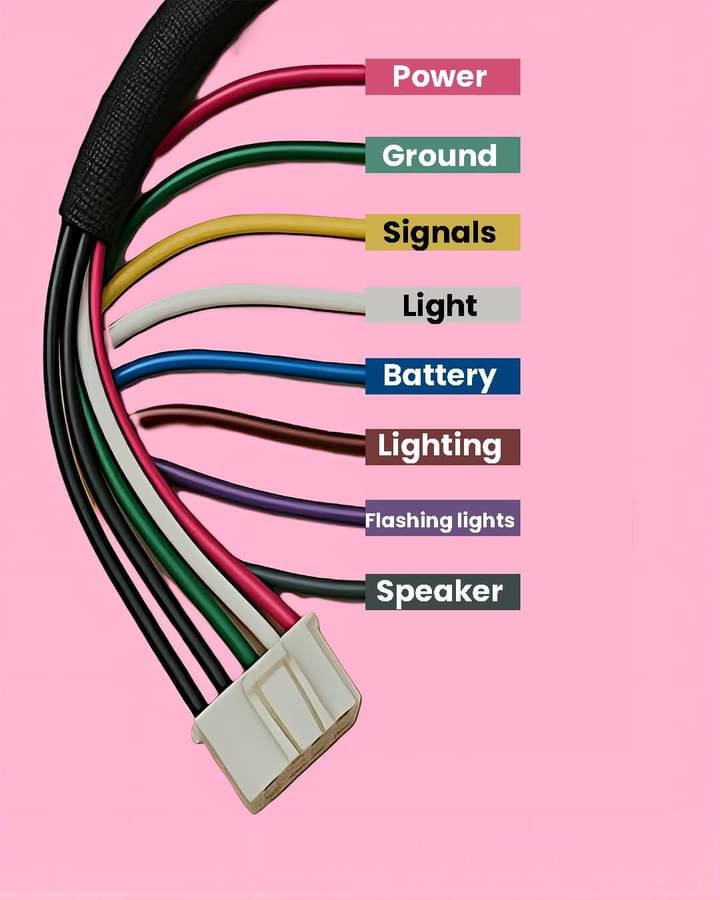 Power
Ground
Signals
Light
Battery
Lighting
Flashing lights
Speaker